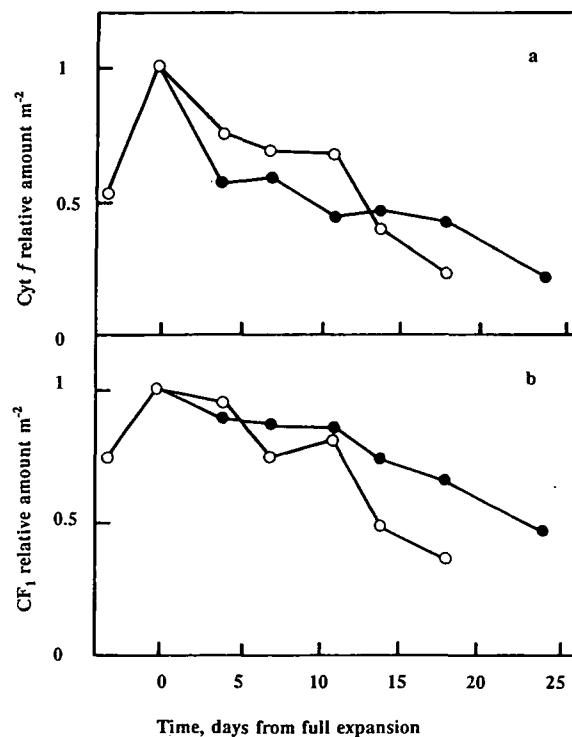 a
1
0.5
0
Cyt f relative amount m-2
b
1
0.5
0
CF1 relative amount m-2
0 5 10 15 20 25
Time, days from full expansion